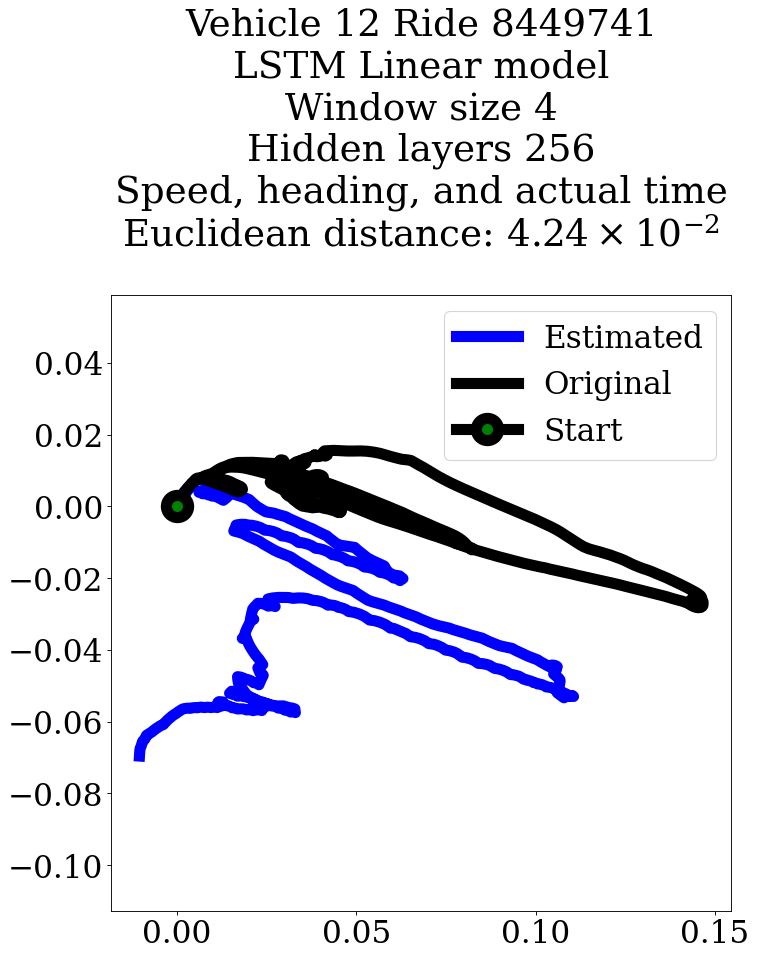 Vehicle 12 Ride 8449741
LSTM Linear model
Window size 4
Hidden layers 256
Speed, heading, and actual time
Euclidean distance: 4.24 × 10⁻²
Estimated
Original
Start
0.04
0.02
0.00
−0.02
−0.04
−0.06
−0.08
−0.10
0.00 0.05 0.10 0.15